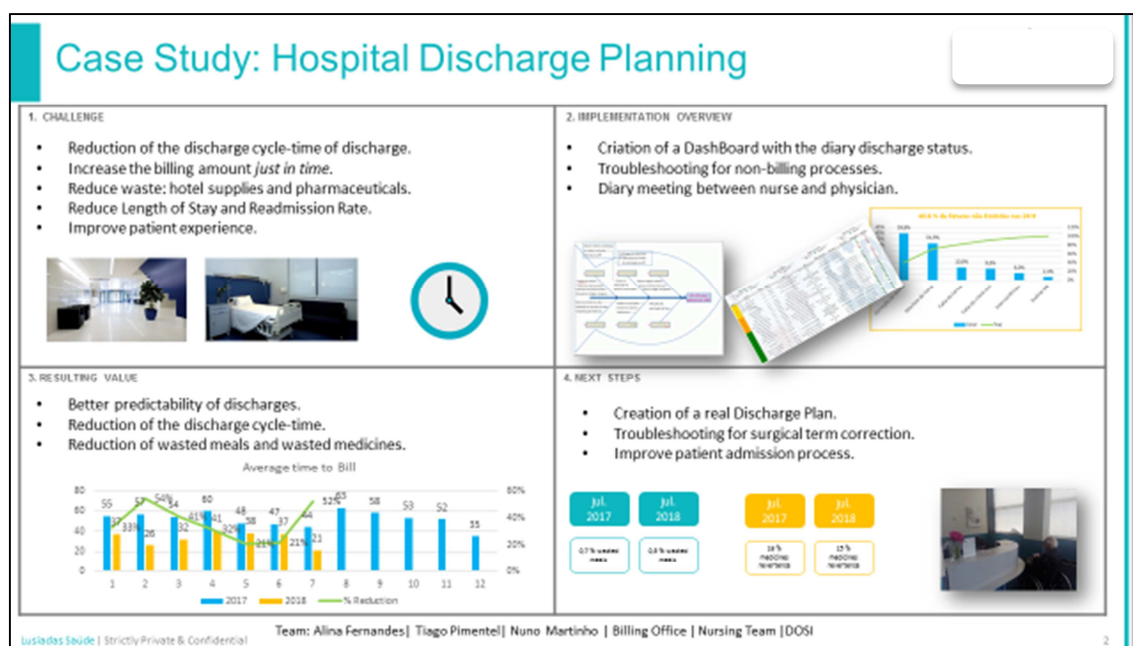 Case Study: Hospital Discharge Planning
1. CHALLENGE
• Reduction of the discharge cycle-time of discharge.
• Increase the billing amount just in time.
• Reduce waste: hotel supplies and pharmaceuticals.
• Reduce Length of Stay and Readmission Rate.
• Improve patient experience.
2. IMPLEMENTATION OVERVIEW
• Criation of a DashBoard with the diary discharge status.
• Troubleshooting for non-billing processes.
• Diary meeting between nurse and physician.
3. RESULTING VALUE
• Better predictability of discharges.
• Reduction of the discharge cycle-time.
• Reduction of wasted meals and wasted medicines.
Average time to Bill
80
60
40
20
0
60%
40%
20%
0%
55 57 54 60 48 47 44 63 58 53 52 35
37 26 32 41 38 37 21
33% 54% 41% 32% 21% 21% 52%
1 2 3 4 5 6 7 8 9 10 11 12
2017 2018 % Reduction
4. NEXT STEPS
• Creation of a real Discharge Plan.
• Troubleshooting for surgical term correction.
• Improve patient admission process.
Jul. 2017
Jul. 2018
Jul. 2017
Jul. 2018
Team: Alina Fernandes| Tiago Pimentel| Nuno Martinho | Billing Office | Nursing Team |DOSI
Lusíadas Saúde | Strictly Private & Confidential
2